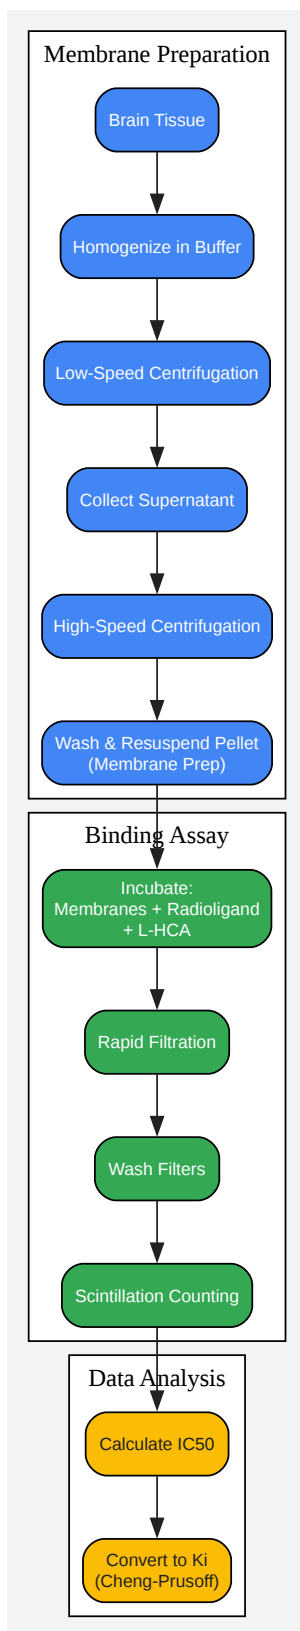 Membrane Preparation
Brain Tissue
Homogenize in Buffer
Low-Speed Centrifugation
Collect Supernatant
High-Speed Centrifugation
Wash & Resuspend Pellet
(Membrane Prep)
Binding Assay
Incubate:
Membranes + Radioligand
+ L-HCA
Rapid Filtration
Wash Filters
Scintillation Counting
Data Analysis
Calculate IC50
Convert to Ki
(Cheng-Prusoff)